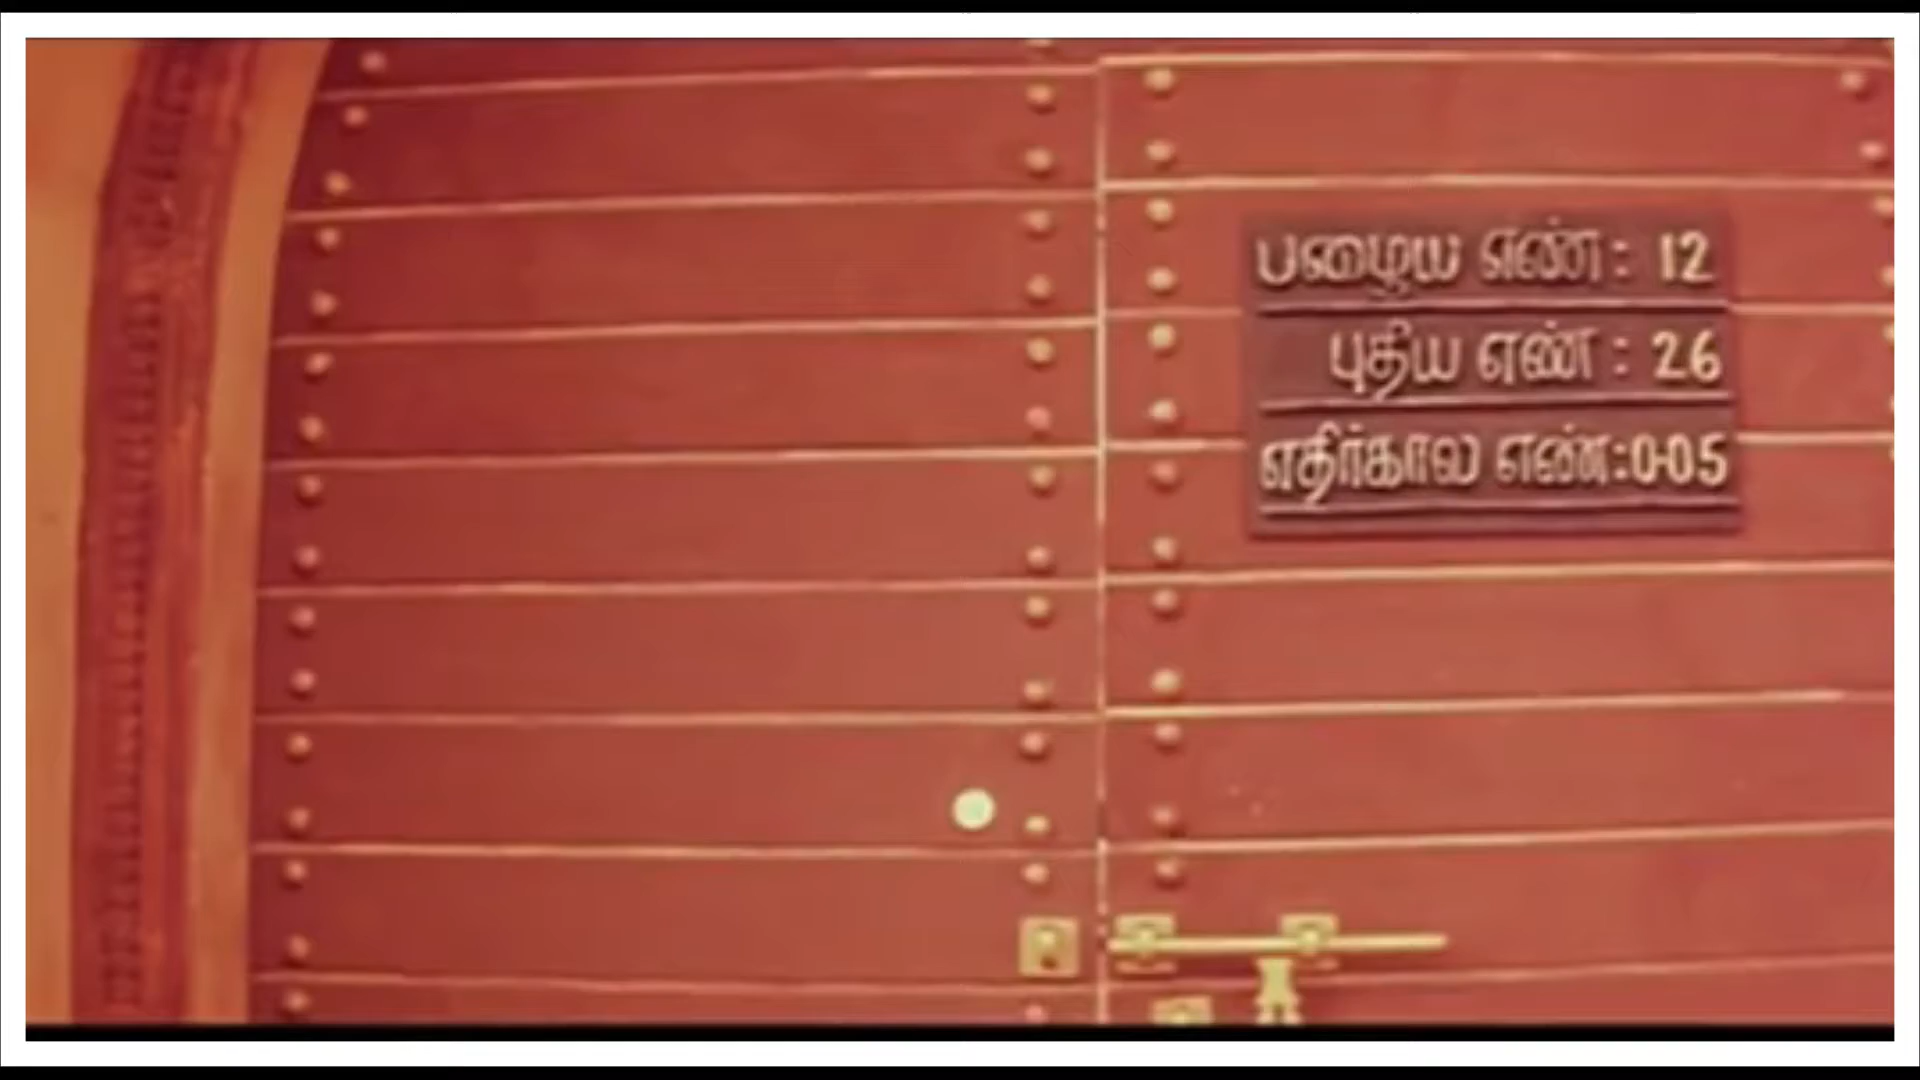 பழைய எண் : 12
புதிய எண் : 26
எதிர்கால எண்:0-05